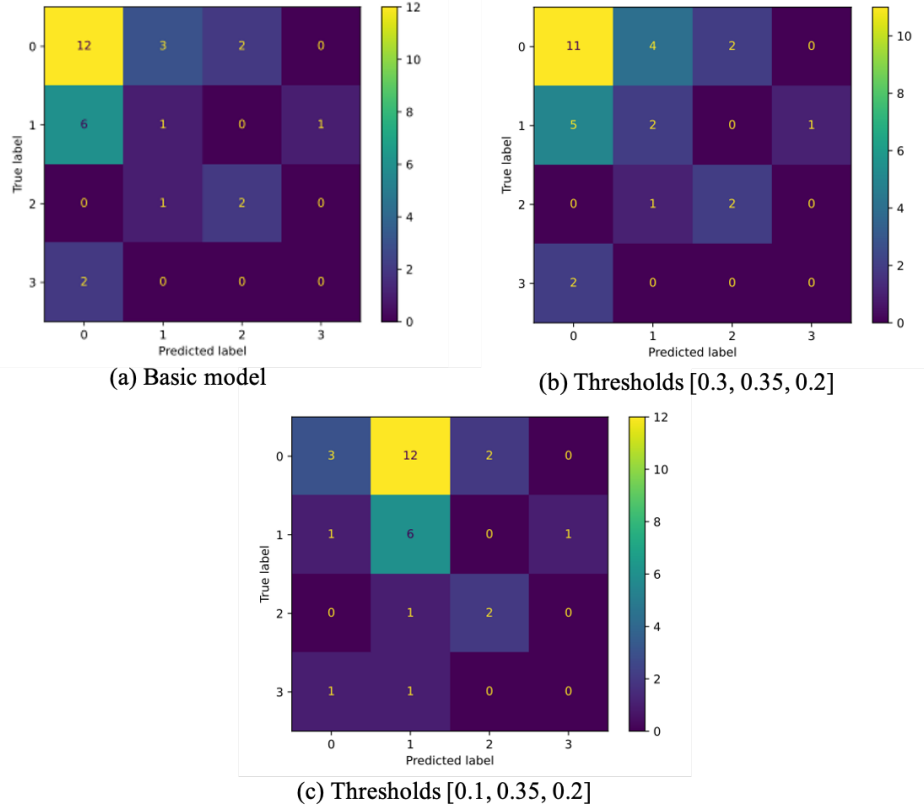 12
0 12 3 2 0
10
1 6 1 0 1
8
6
True label
2 0 1 2 0
4
2
3 2 0 0 0
0
0 1 2 3
Predicted label
(a) Basic model
10
0 11 4 2 0
8
1 5 2 0 1
6
True label
4
2 0 1 2 0
2
3 2 0 0 0
0
0 1 2 3
Predicted label
(b) Thresholds [0.3, 0.35, 0.2]
12
0 3 12 2 0
10
1 1 6 0 1
8
6
True label
2 0 1 2 0
4
2
3 1 1 0 0
0
0 1 2 3
Predicted label
(c) Thresholds [0.1, 0.35, 0.2]